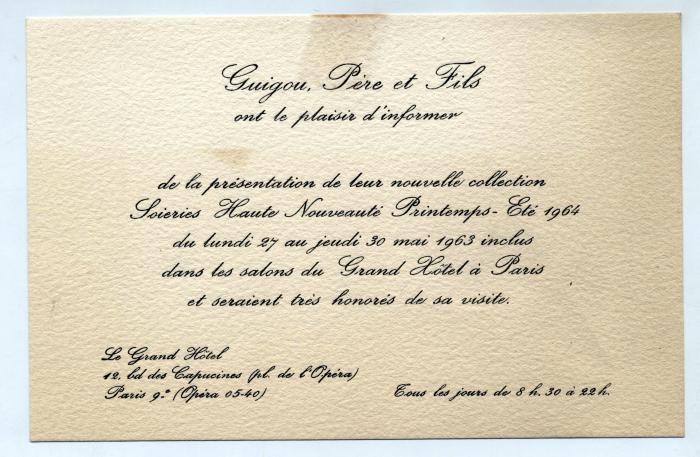 Guigou, Père et Fils
ont le plaisir d'informer
de la présentation de leur nouvelle collection
Soieries Haute Nouveauté Printemps-Eté 1964
du lundi 27 au jeudi 30 mai 1963 inclus
dans les salons du Grand Hôtel à Paris
et seraient très honorés de sa visite.
Le Grand Hôtel
12, bd des Capucines (pl. de l'Opéra)
Paris 9.e (Opéra 05-40)
Tous les jours de 8 h. 30 à 22 h.